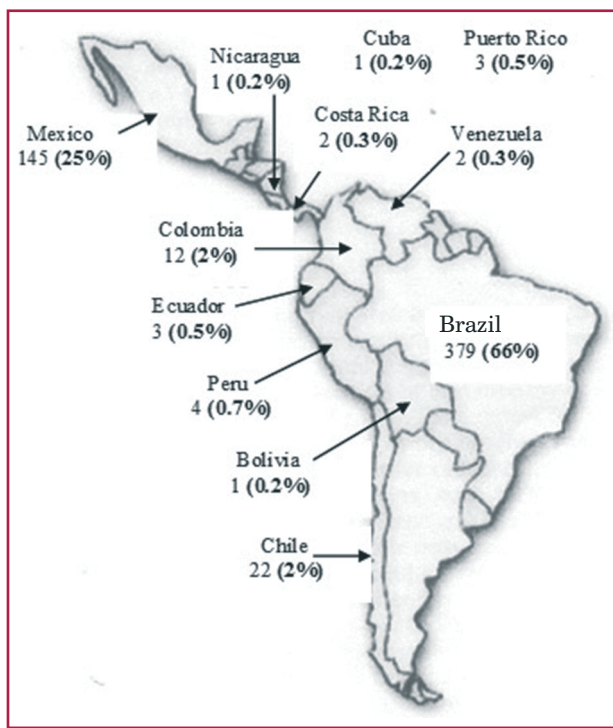 Cuba
1 (0.2%)
Puerto Rico
3 (0.5%)
Nicaragua
1 (0.2%)
Costa Rica
2 (0.3%)
Venezuela
2 (0.3%)
Mexico
145 (25%)
Colombia
12 (2%)
Ecuador
3 (0.5%)
Brazil
379 (66%)
Peru
4 (0.7%)
Bolivia
1 (0.2%)
Chile
22 (2%)